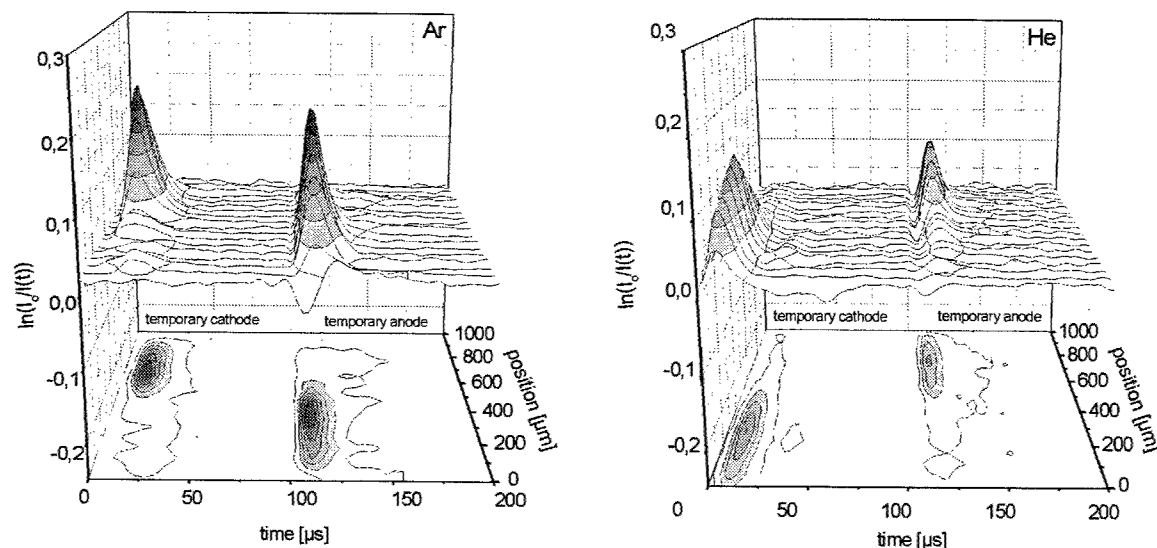 Ar
0,3
0,2
0,1
0,0
-0,1
-0,2
ln(I₀/I(t))
temporary cathode
temporary anode
1000
800
600
400
200
0
position [µm]
0
50
100
150
200
time [µs]
He
0,3
0,2
0,1
0,0
-0,1
-0,2
ln(I₀/I(t))
temporary cathode
temporary anode
1000
800
600
400
200
0
position [µm]
0
50
100
150
200
time [µs]